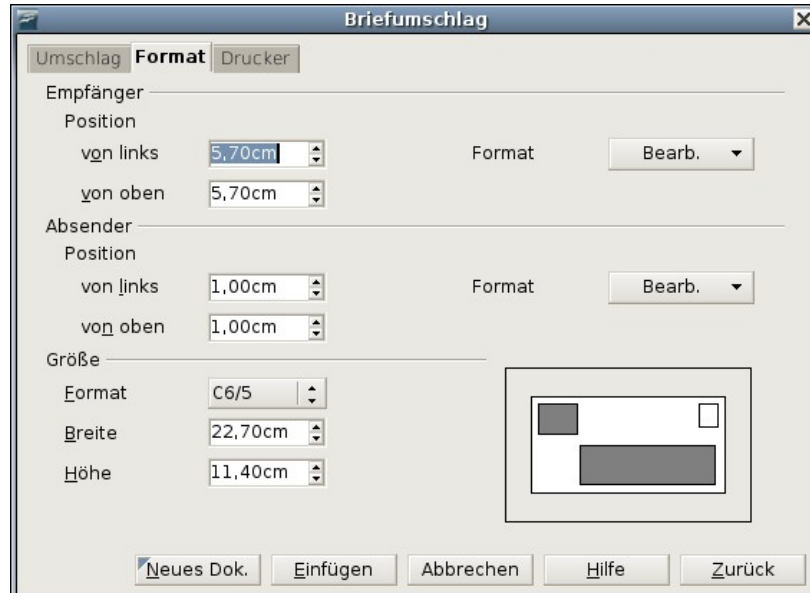 Briefumschlag
Umschlag Format Drucker
Empfänger
Position
von links 5,70cm Format Bearb.
von oben 5,70cm
Absender
Position
von links 1,00cm Format Bearb.
von oben 1,00cm
Größe
Format C6/5
Breite 22,70cm
Höhe 11,40cm
Neues Dok. Einfügen Abbrechen Hilfe Zurück